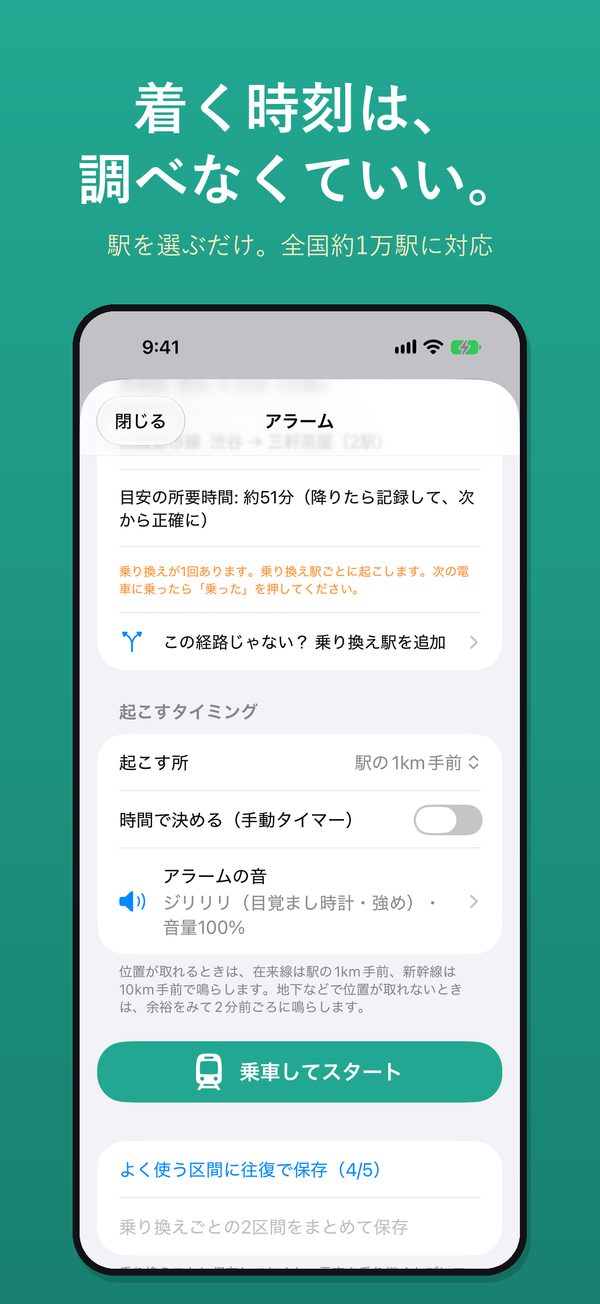 着く時刻は、
調べなくていい。
駅を選ぶだけ。全国約1万駅に対応
9:41
閉じる
アラーム
渋谷 → 三軒茶屋（2駅）
目安の所要時間: 約51分（降りたら記録して、次
から正確に）
乗り換えが1回あります。乗り換え駅ごとに起こします。次の電
車に乗ったら「乗った」を押してください。
この経路じゃない？ 乗り換え駅を追加
起こすタイミング
起こす所
駅の1km手前
時間で決める（手動タイマー）
アラームの音
ジリリリ（目覚まし時計・強め）・
音量100%
位置が取れるときは、在来線は駅の1km手前、新幹線は
10km手前で鳴らします。地下などで位置が取れないとき
は、余裕をみて2分前ごろに鳴らします。
乗車してスタート
よく使う区間に往復で保存（4/5）
乗り換えごとの2区間をまとめて保存